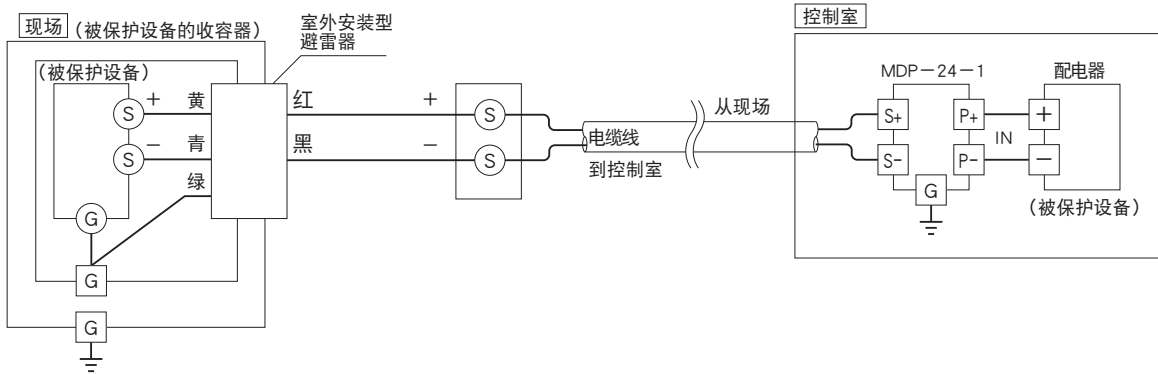 现场 (被保护设备的收容器)
室外安装型
避雷器
(被保护设备)
S + 黄
S − 青
绿
G
G
G
红 + S
黑 − S
电缆线
到控制室
从现场
控制室
MDP－24－1
配电器
S+ P+ +
IN
S- P- −
G
(被保护设备)